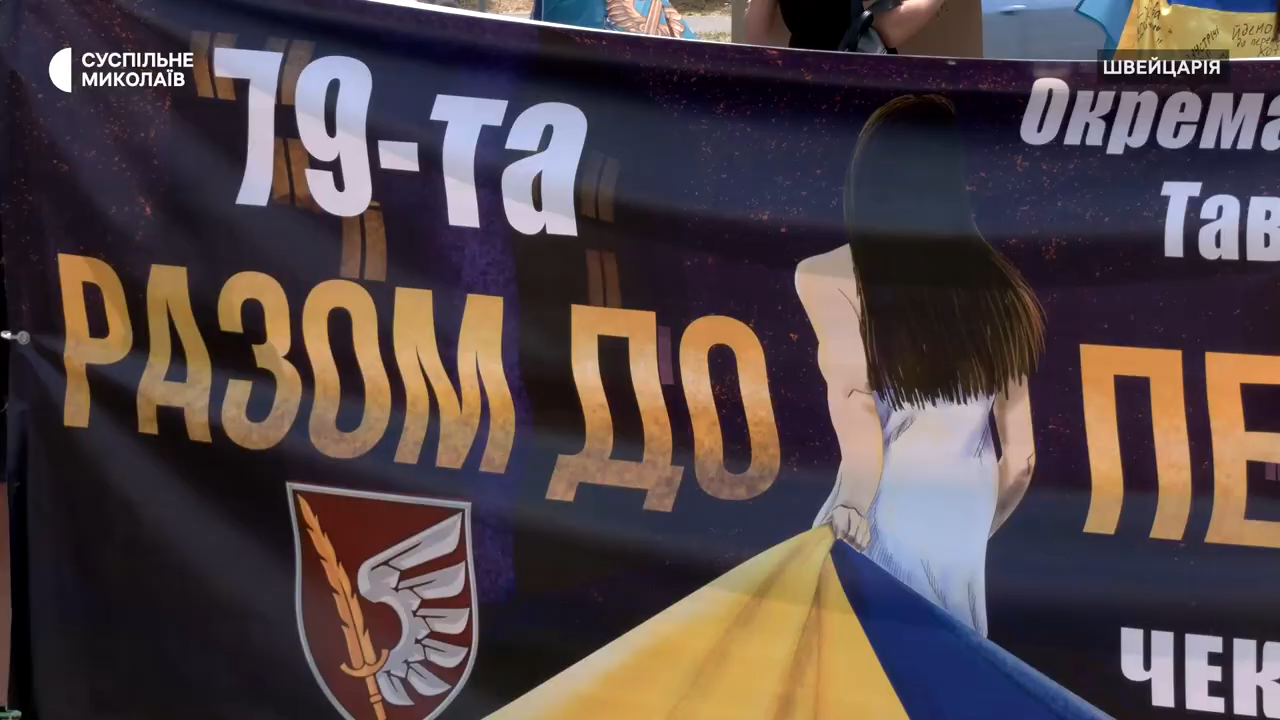 СУСПІЛЬНЕ
МИКОЛАЇВ
ШВЕЙЦАРІЯ
79-та
Окрема
Тав
РАЗОМ ДО
ПЕ
ЧЕК